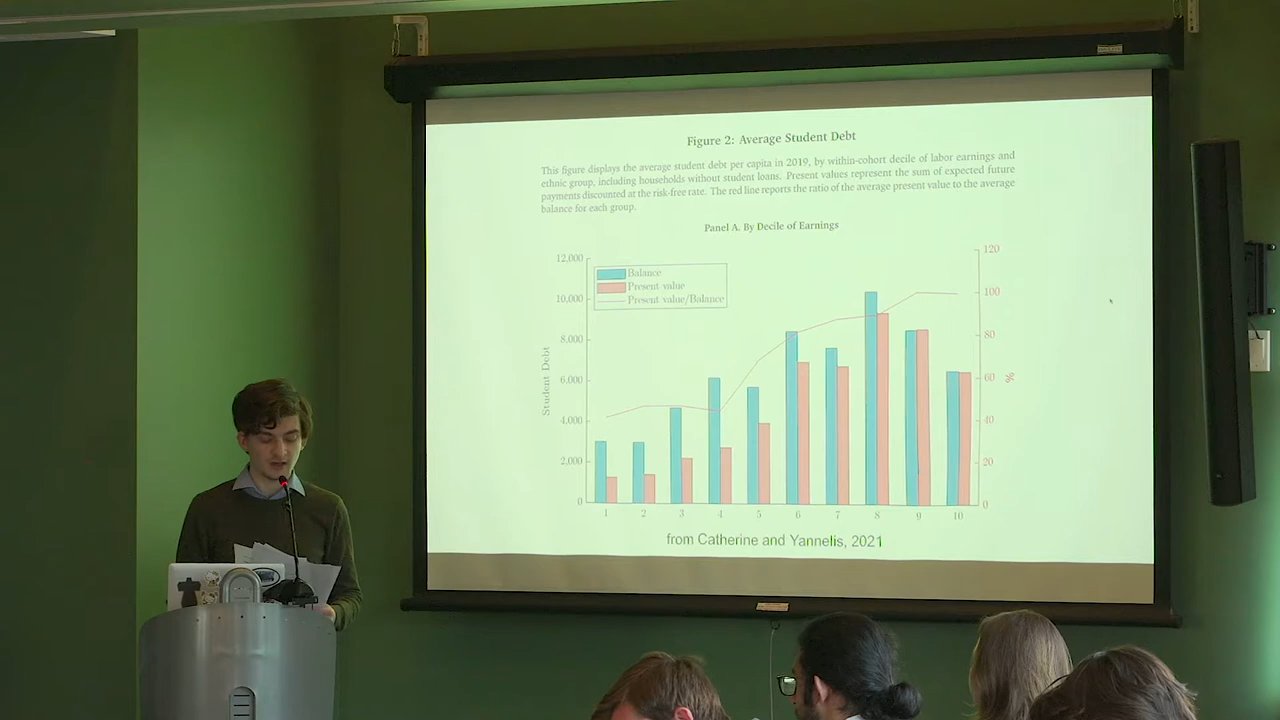 Figure 2: Average Student Debt
This figure displays the average student debt per capita in 2019, by within-cohort decile of labor earnings and
ethnic group, including households without student loans. Present values represent the sum of expected future
payments discounted at the risk-free rate. The red line reports the ratio of the average present value to the average
balance for each group.
Panel A. By Decile of Earnings
Balance
Present value
Present value/Balance
Student Debt
12,000
10,000
8,000
6,000
4,000
2,000
0
120
100
80
60
40
20
0
%
1 2 3 4 5 6 7 8 9 10
from Catherine and Yannelis, 2021